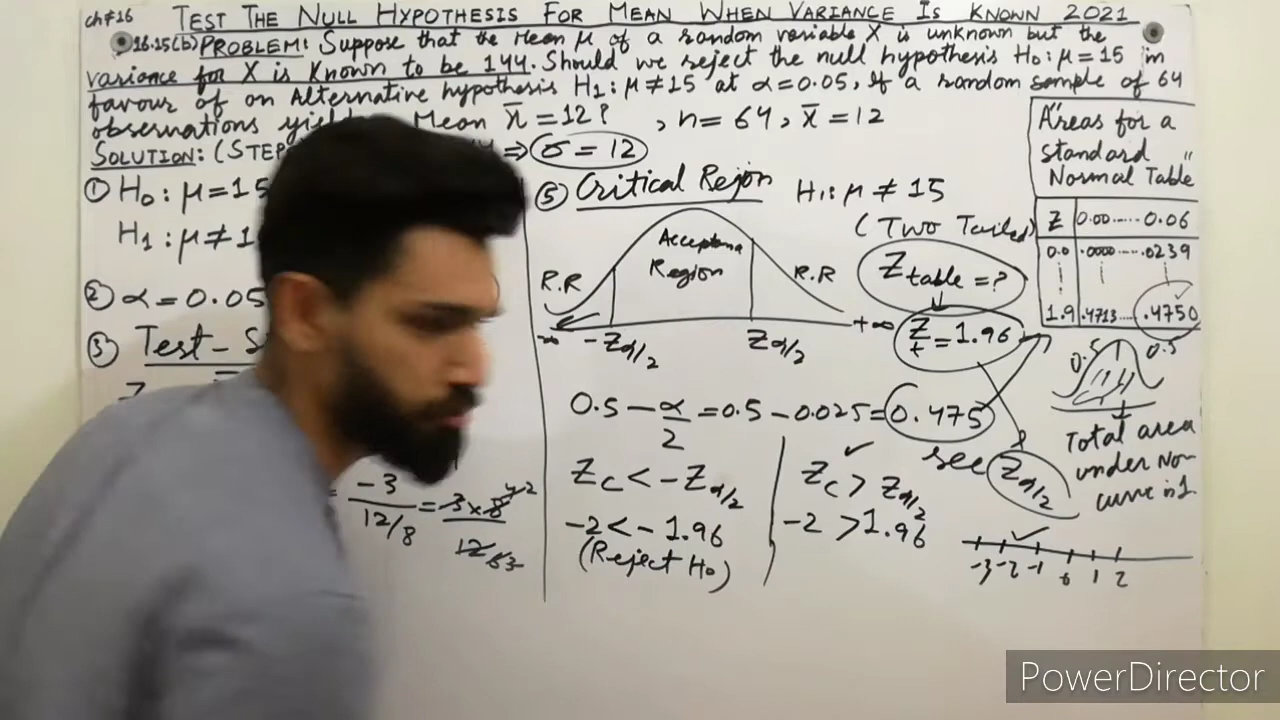 ch#16 TEST THE NULL HYPOTHESIS FOR MEAN WHEN VARIANCE IS KNOWN 2021
16.15(b) PROBLEM: Suppose that the mean μ of a random variable X is unknown but the
variance for X is known to be 144. Should we reject the null hypothesis H₀: μ = 15 in
favour of on Alternative hypothesis H₁: μ ≠ 15 at α = 0.05, if a random sample of 64
observations Mean x̄ = 12? , n = 64, x̄ = 12
SOLUTION: (STEP ⇒ σ = 12
① H₀: μ = 15
H₁: μ ≠ 1
② α = 0.05
③ Test-S
-3
12/8
= 3×8
12
⑤ Critical Region H₁: μ ≠ 15
(Two Tailed)
Acceptance
Region
R.R
R.R
-∞
-Zα/2
Zα/2
+∞
Z table = ?
Zt = 1.96
0.5 - α/2 = 0.5 - 0.025 = 0.475
see Zα/2
Zc < -Zα/2
-2 < -1.96
(Reject H₀)
Zc > Zα/2
-2 > 1.96
"Areas for a
standard
Normal Table"
Z 0.00...... 0.06
0.0 .0000......0239
1.9 .4713.... .4750
0.5 0.5
Total area
under Nor-
curve is 1
-3 -2 -1 0 1 2
PowerDirector